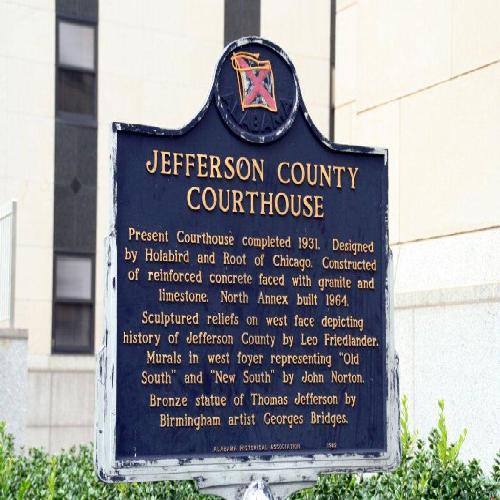 ALABAMA
JEFFERSON COUNTY
COURTHOUSE
Present Courthouse completed 1931. Designed
by Holabird and Root of Chicago. Constructed
of reinforced concrete faced with granite and
limestone. North Annex built 1964.
Sculptured reliefs on west face depicting
history of Jefferson County by Leo Friedlander.
Murals in west foyer representing "Old
South" and "New South" by John Norton.
Bronze statue of Thomas Jefferson by
Birmingham artist Georges Bridges.
ALABAMA HISTORICAL ASSOCIATION